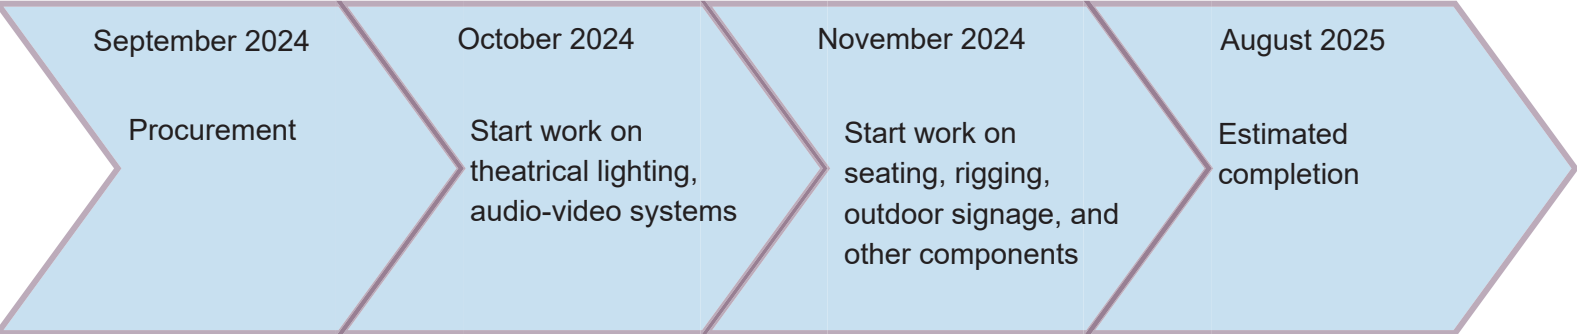 September 2024
Procurement
October 2024
Start work on
theatrical lighting,
audio-video systems
November 2024
Start work on
seating, rigging,
outdoor signage, and
other components
August 2025
Estimated
completion